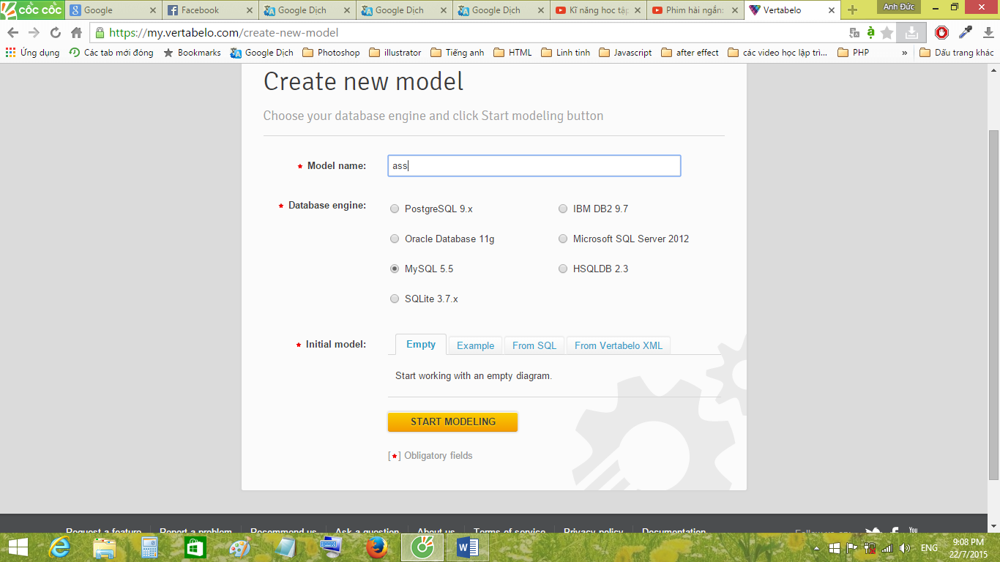 cốc cốc
Google
Facebook
Google Dịch
Google Dịch
Google Dịch
Kĩ năng học tập
Phim hài ngắn:
Vertabelo
Anh Đức
https://my.vertabelo.com/create-new-model
Ứng dụng
Các tab mới đóng
Bookmarks
Google Dịch
Photoshop
illustrator
Tiếng anh
HTML
Linh tinh
Javascript
after effect
các video học lập trì...
PHP
»
Dấu trang khác
Create new model
Choose your database engine and click Start modeling button
Model name:
ass
Database engine:
PostgreSQL 9.x
IBM DB2 9.7
Oracle Database 11g
Microsoft SQL Server 2012
MySQL 5.5
HSQLDB 2.3
SQLite 3.7.x
Initial model:
Empty
Example
From SQL
From Vertabelo XML
Start working with an empty diagram.
START MODELING
[★] Obligatory fields
Request a feature
Report a problem
Recommend us
Ask a question
About us
Terms of service
Privacy policy
Documentation
Follow us on:
ENG
9:08 PM
22/7/2015